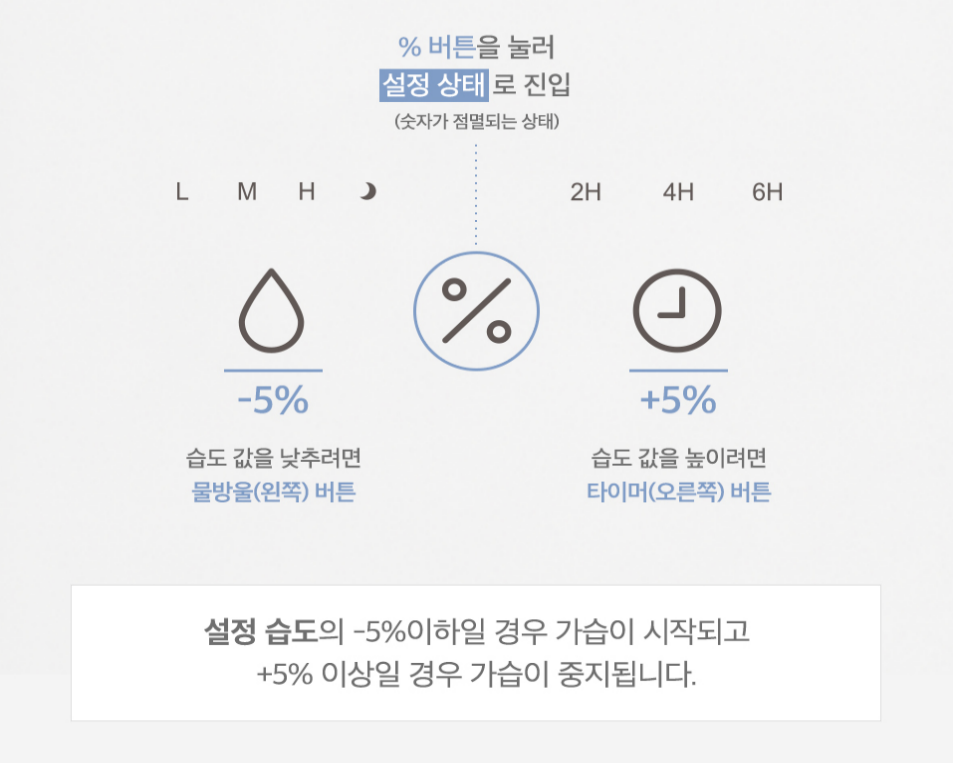 % 버튼을 눌러
설정 상태로 진입
(숫자가 점멸되는 상태)
L M H 2H 4H 6H
%
-5% +5%
습도 값을 낮추려면 습도 값을 높이려면
물방울(왼쪽) 버튼 타이머(오른쪽) 버튼
설정 습도의 -5%이하일 경우 가습이 시작되고
+5% 이상일 경우 가습이 중지됩니다.